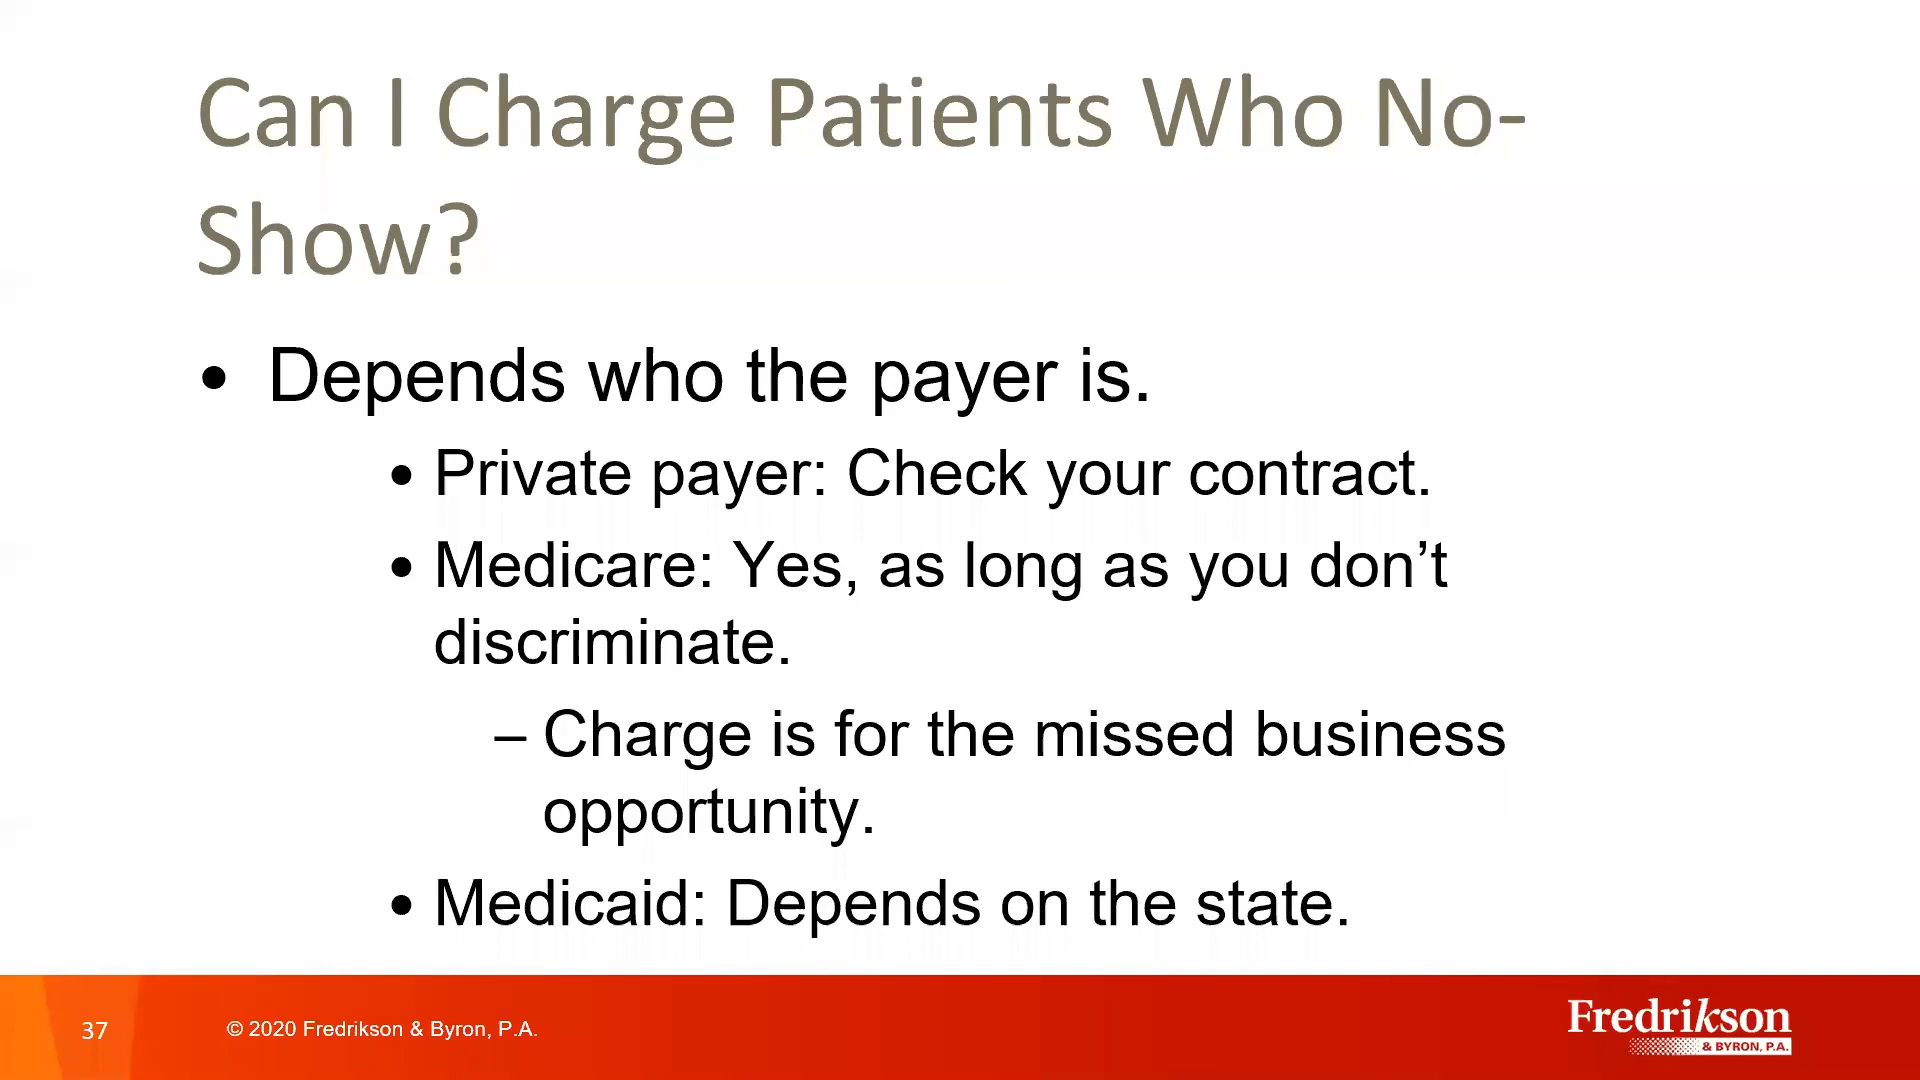 Can I Charge Patients Who No-
Show?
• Depends who the payer is.
• Private payer: Check your contract.
• Medicare: Yes, as long as you don’t
discriminate.
– Charge is for the missed business
opportunity.
• Medicaid: Depends on the state.
37
© 2020 Fredrikson & Byron, P.A.
Fredrikson
& BYRON, P.A.